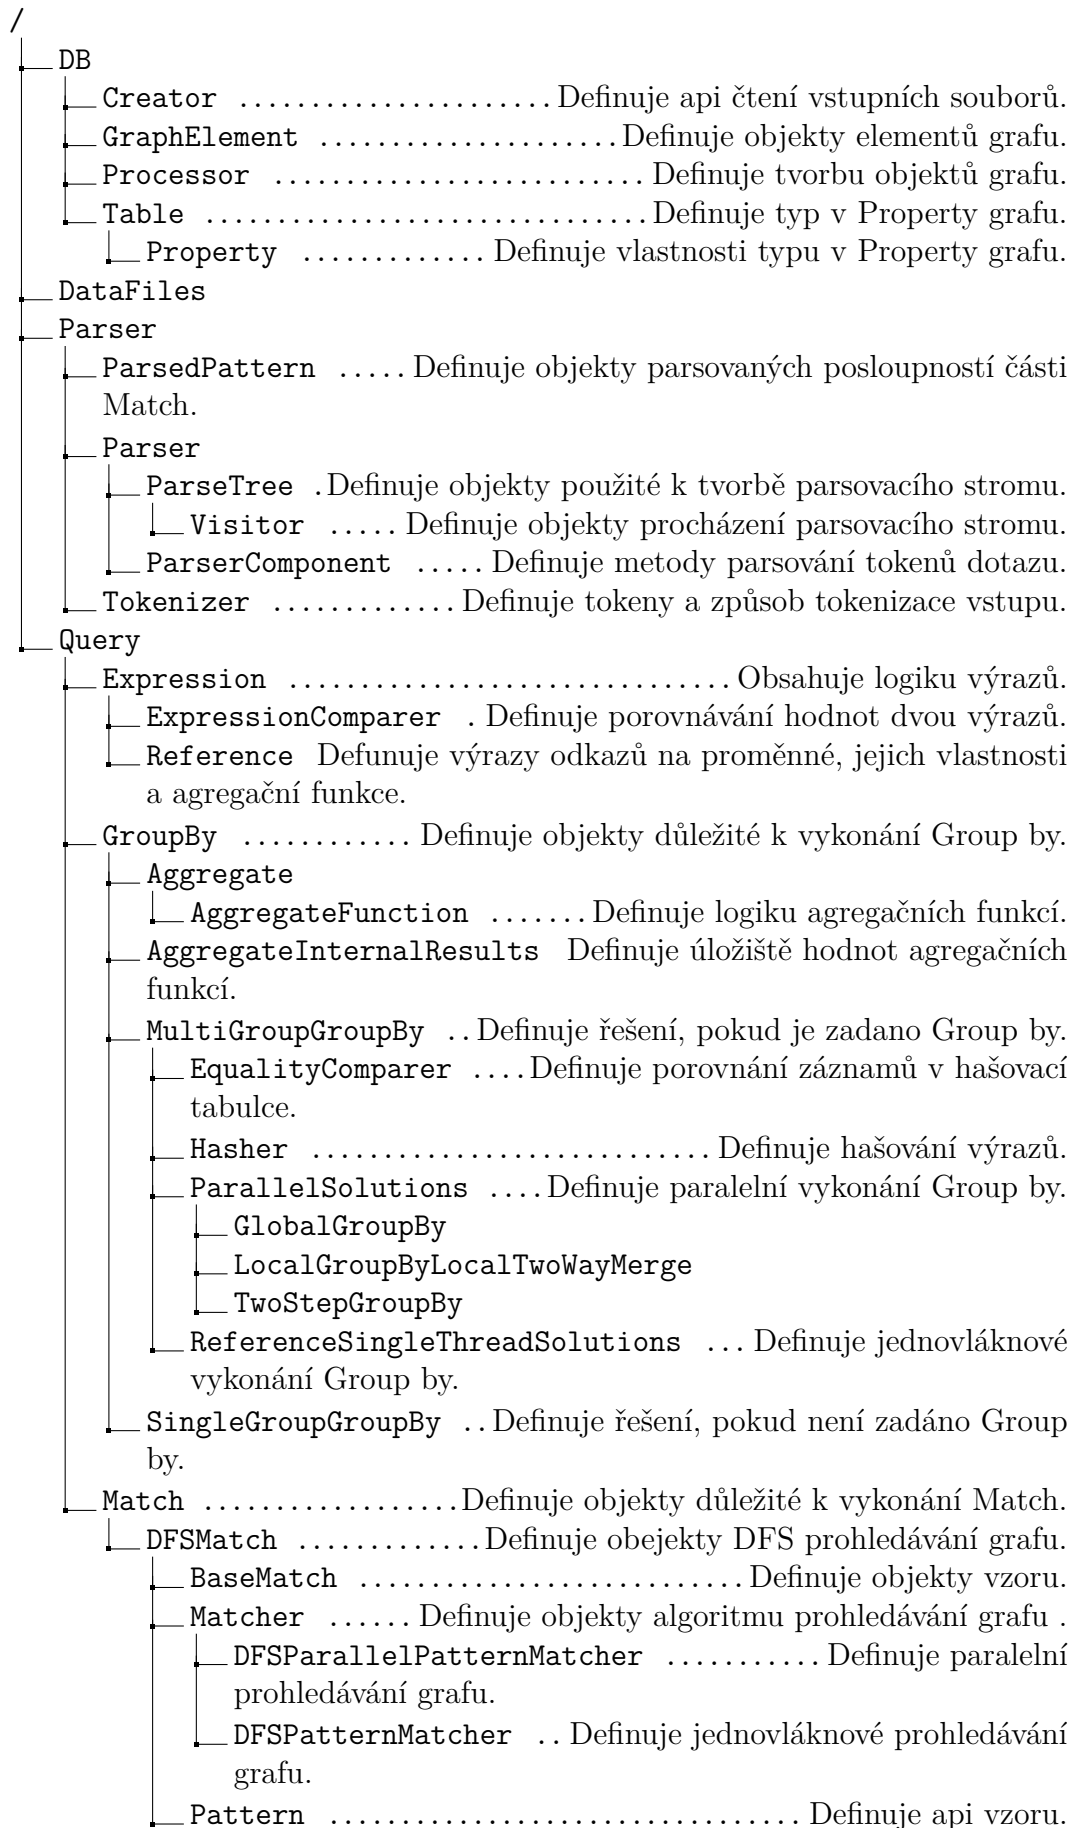 /
DB
Creator ...................... Definuje api čtení vstupních souborů.
GraphElement ..................... Definuje objekty elementů grafu.
Processor .......................... Definuje tvorbu objektů grafu.
Table ............................... Definuje typ v Property grafu.
Property ............. Definuje vlastnosti typu v Property grafu.
DataFiles
Parser
ParsedPattern ..... Definuje objekty parsovaných posloupností části
Match.
Parser
ParseTree . Definuje objekty použité k tvorbě parsovacího stromu.
Visitor ..... Definuje objekty procházení parsovacího stromu.
ParserComponent ..... Definuje metody parsování tokenů dotazu.
Tokenizer ............. Definuje tokeny a způsob tokenizace vstupu.
Query
Expression ............................... Obsahuje logiku výrazů.
ExpressionComparer . Definuje porovnávání hodnot dvou výrazů.
Reference Defunuje výrazy odkazů na proměnné, jejich vlastnosti
a agregační funkce.
GroupBy ............ Definuje objekty důležité k vykonání Group by.
Aggregate
AggregateFunction ....... Definuje logiku agregačních funkcí.
AggregateInternalResults Definuje úložiště hodnot agregačních
funkcí.
MultiGroupGroupBy .. Definuje řešení, pokud je zadano Group by.
EqualityComparer .... Definuje porovnání záznamů v hašovací
tabulce.
Hasher ............................ Definuje hašování výrazů.
ParallelSolutions .... Definuje paralelní vykonání Group by.
GlobalGroupBy
LocalGroupByLocalTwoWayMerge
TwoStepGroupBy
ReferenceSingleThreadSolutions ... Definuje jednovláknové
vykonání Group by.
SingleGroupGroupBy .. Definuje řešení, pokud není zadáno Group
by.
Match .................. Definuje objekty důležité k vykonání Match.
DFSMatch ............. Definuje obejekty DFS prohledávání grafu.
BaseMatch ........................... Definuje objekty vzoru.
Matcher ...... Definuje objekty algoritmu prohledávání grafu .
DFSParallelPatternMatcher ........... Definuje paralelní
prohledávání grafu.
DFSPatternMatcher .. Definuje jednovláknové prohledávání
grafu.
Pattern ................................. Definuje api vzoru.